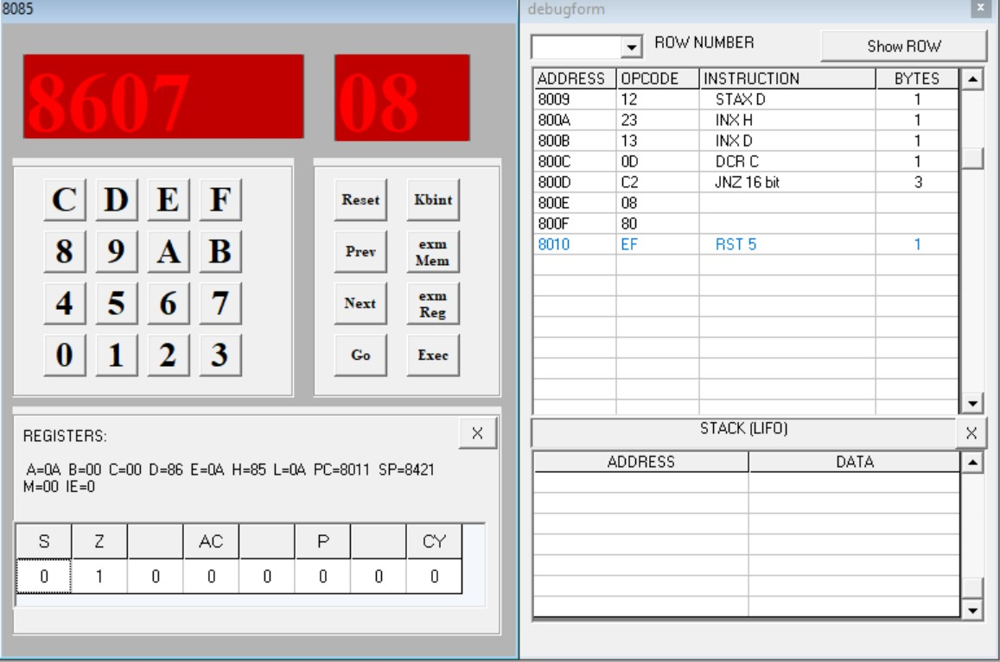 8085
8607 08
C D E F
8 9 A B
4 5 6 7
0 1 2 3
Reset Kbint
Prev exm Mem
Next exm Reg
Go Exec
REGISTERS: X
A=0A B=00 C=00 D=86 E=0A H=85 L=0A PC=8011 SP=8421
M=00 IE=0
S Z AC P CY
0 1 0 0 0 0 0 0
debugform x
ROW NUMBER Show ROW
ADDRESS OPCODE INSTRUCTION BYTES
8009 12 STAX D 1
800A 23 INX H 1
800B 13 INX D 1
800C 0D DCR C 1
800D C2 JNZ 16 bit 3
800E 08
800F 80
8010 EF RST 5 1
STACK (LIFO) X
ADDRESS DATA